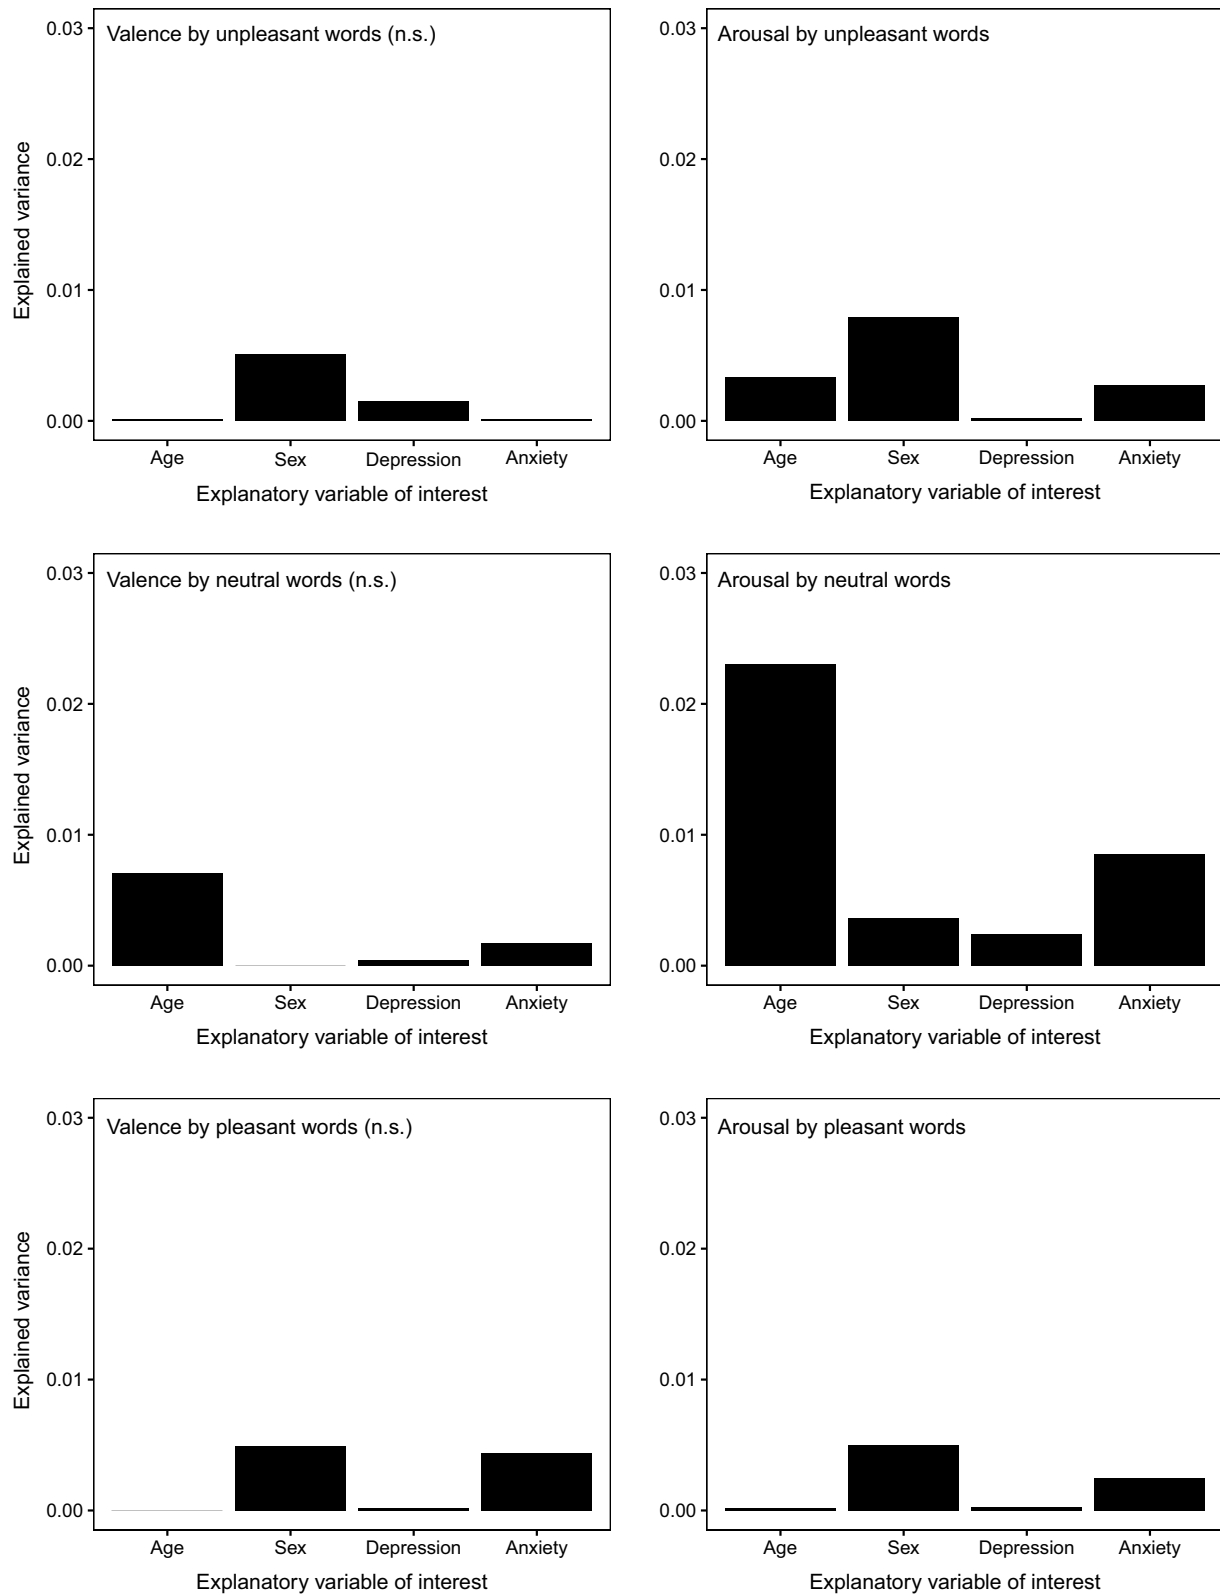 Valence by unpleasant words (n.s.)
Explained variance
0.03
0.02
0.01
0.00
Age Sex Depression Anxiety
Explanatory variable of interest
Arousal by unpleasant words
0.03
0.02
0.01
0.00
Age Sex Depression Anxiety
Explanatory variable of interest
Valence by neutral words (n.s.)
Explained variance
0.03
0.02
0.01
0.00
Age Sex Depression Anxiety
Explanatory variable of interest
Arousal by neutral words
0.03
0.02
0.01
0.00
Age Sex Depression Anxiety
Explanatory variable of interest
Valence by pleasant words (n.s.)
Explained variance
0.03
0.02
0.01
0.00
Age Sex Depression Anxiety
Explanatory variable of interest
Arousal by pleasant words
0.03
0.02
0.01
0.00
Age Sex Depression Anxiety
Explanatory variable of interest